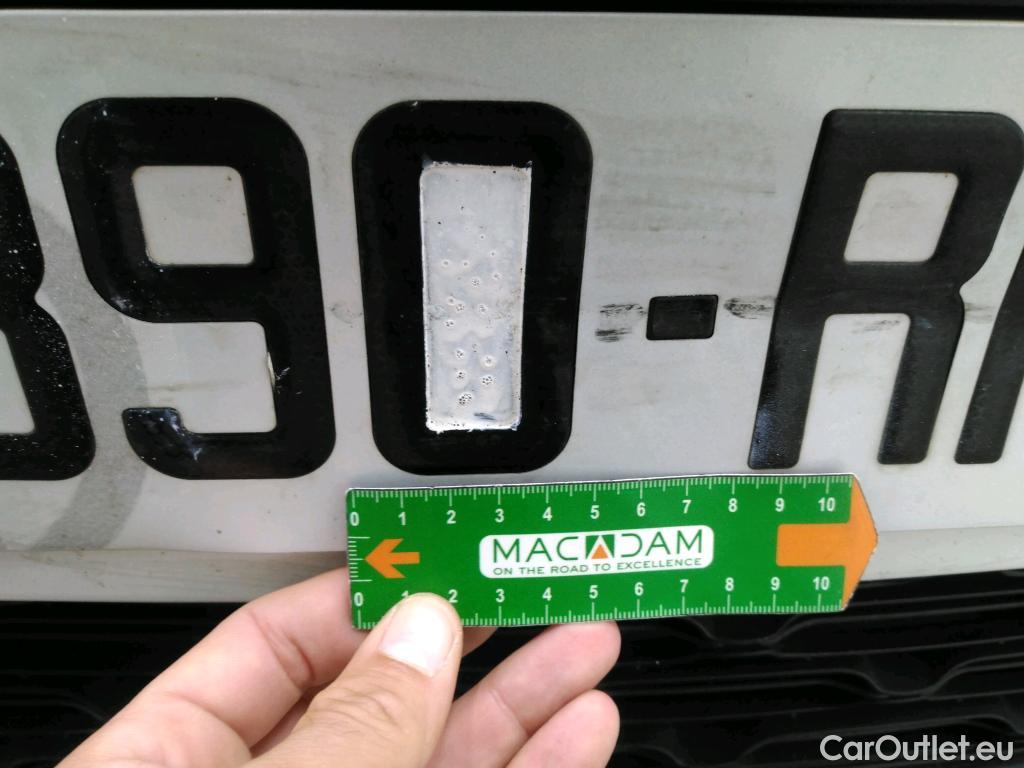 890-R
0 1 2 3 4 5 6 7 8 9 10
MACADAM
ON THE ROAD TO EXCELLENCE
0 1 2 3 4 5 6 7 8 9 10
CarOutlet.eu